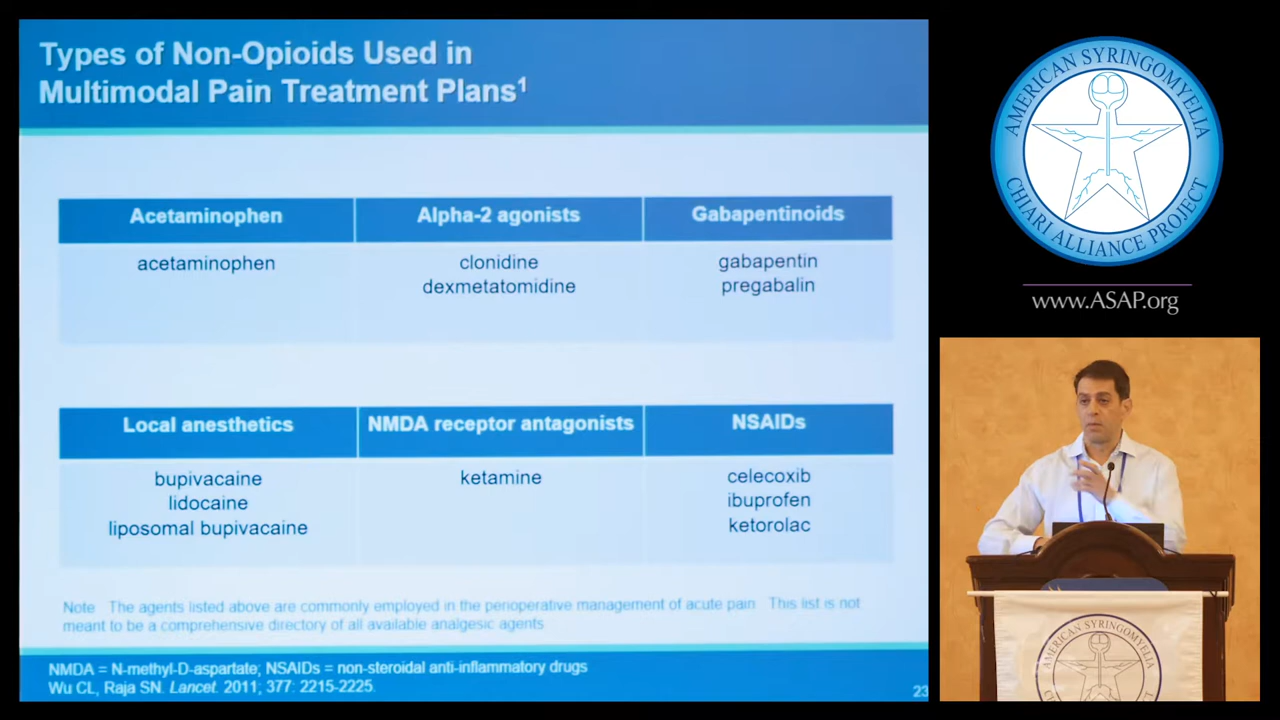 Types of Non-Opioids Used in
Multimodal Pain Treatment Plans1
Acetaminophen
Alpha-2 agonists
Gabapentinoids
acetaminophen
clonidine
dexmetatomidine
gabapentin
pregabalin
Local anesthetics
NMDA receptor antagonists
NSAIDs
bupivacaine
lidocaine
liposomal bupivacaine
ketamine
celecoxib
ibuprofen
ketorolac
Note The agents listed above are commonly employed in the perioperative management of acute pain This list is not
meant to be a comprehensive directory of all available analgesic agents
NMDA = N-methyl-D-aspartate; NSAIDs = non-steroidal anti-inflammatory drugs
Wu CL, Raja SN. Lancet. 2011; 377: 2215-2225.
23
AMERICAN SYRINGOMYELIA
CHIARI ALLIANCE PROJECT
www.ASAP.org
AMERICAN SYRINGOMYELIA